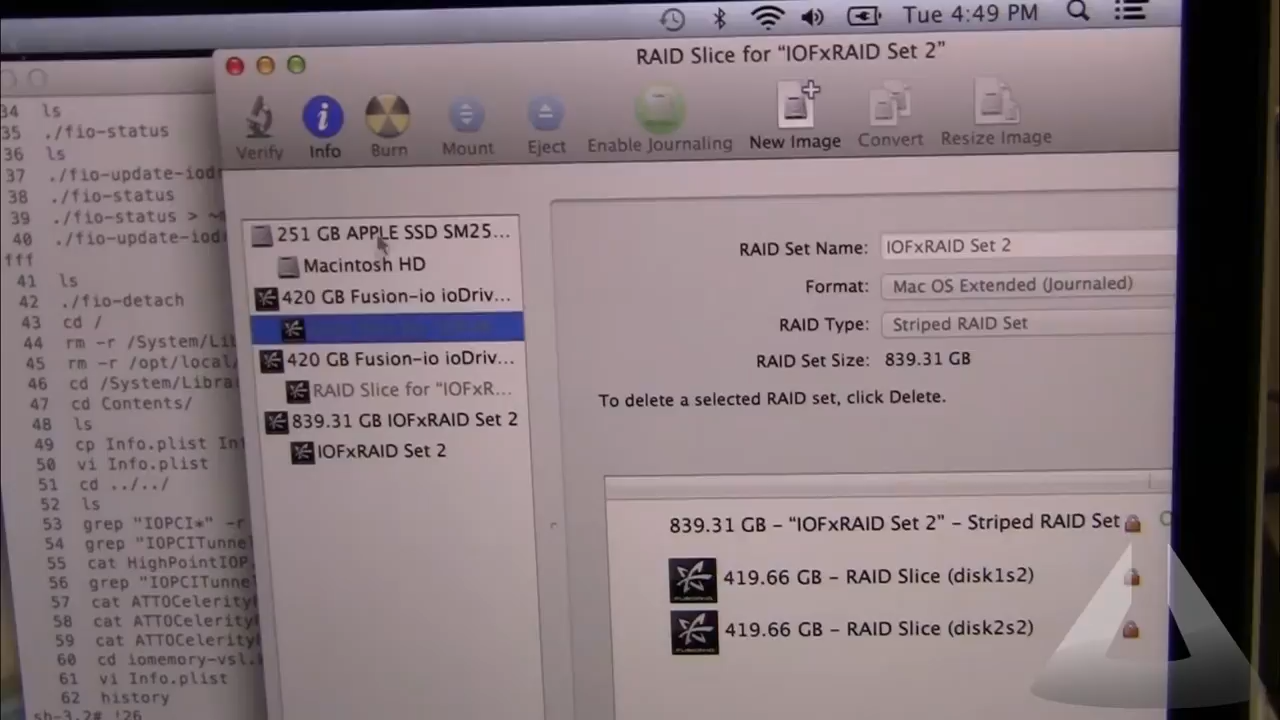 Tue 4:49 PM
RAID Slice for “IOFxRAID Set 2”
Verify
Info
Burn
Mount
Eject
Enable Journaling
New Image
Convert
Resize Image
34 ls
35 ./fio-status
36 ls
37 ./fio-update-iod
38 ./fio-status
39 ./fio-status > ~
40 ./fio-update-iod
fff
41 ls
42 ./fio-detach
43 cd /
44 rm -r /System/Li
45 rm -r /opt/local/
46 cd /System/Libra
47 cd Contents/
48 ls
49 cp Info.plist In
50 vi Info.plist
51 cd ../../
52 ls
53 grep "IOPCI*" -r
54 grep "IOPCITunne
55 cat HighPointIOP
56 grep "IOPCITunne
57 cat ATTOCelerity
58 cat ATTOCelerity
59 cat ATTOCelerity
60 cd iomemory-vsl.
61 vi Info.plist
62 history
sh-3.2# !26
251 GB APPLE SSD SM25...
Macintosh HD
420 GB Fusion-io ioDriv...
420 GB Fusion-io ioDriv...
RAID Slice for “IOFxR...
839.31 GB IOFxRAID Set 2
IOFxRAID Set 2
RAID Set Name: IOFxRAID Set 2
Format: Mac OS Extended (Journaled)
RAID Type: Striped RAID Set
RAID Set Size: 839.31 GB
To delete a selected RAID set, click Delete.
839.31 GB – “IOFxRAID Set 2” – Striped RAID Set
419.66 GB – RAID Slice (disk1s2)
419.66 GB – RAID Slice (disk2s2)